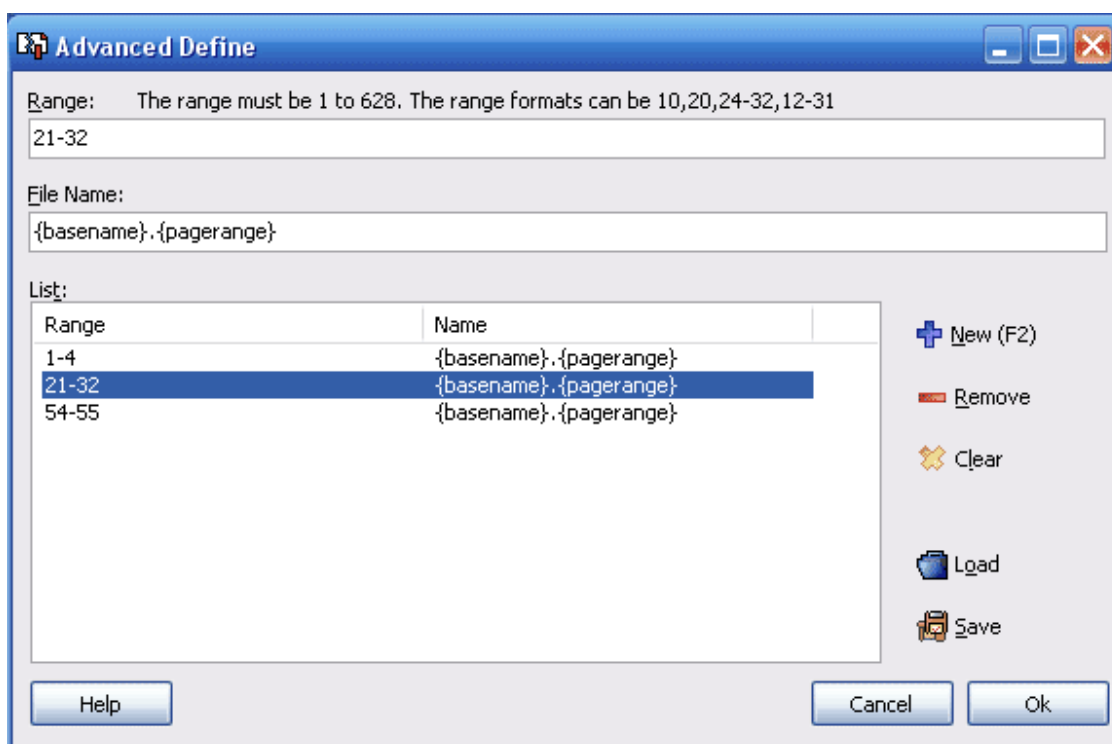 Advanced Define
Range: The range must be 1 to 628. The range formats can be 10,20,24-32,12-31
21-32
File Name:
{basename}.{pagerange}
List:
Range Name
1-4 {basename}.{pagerange}
21-32 {basename}.{pagerange}
54-55 {basename}.{pagerange}
New (F2)
Remove
Clear
Load
Save
Help Cancel Ok